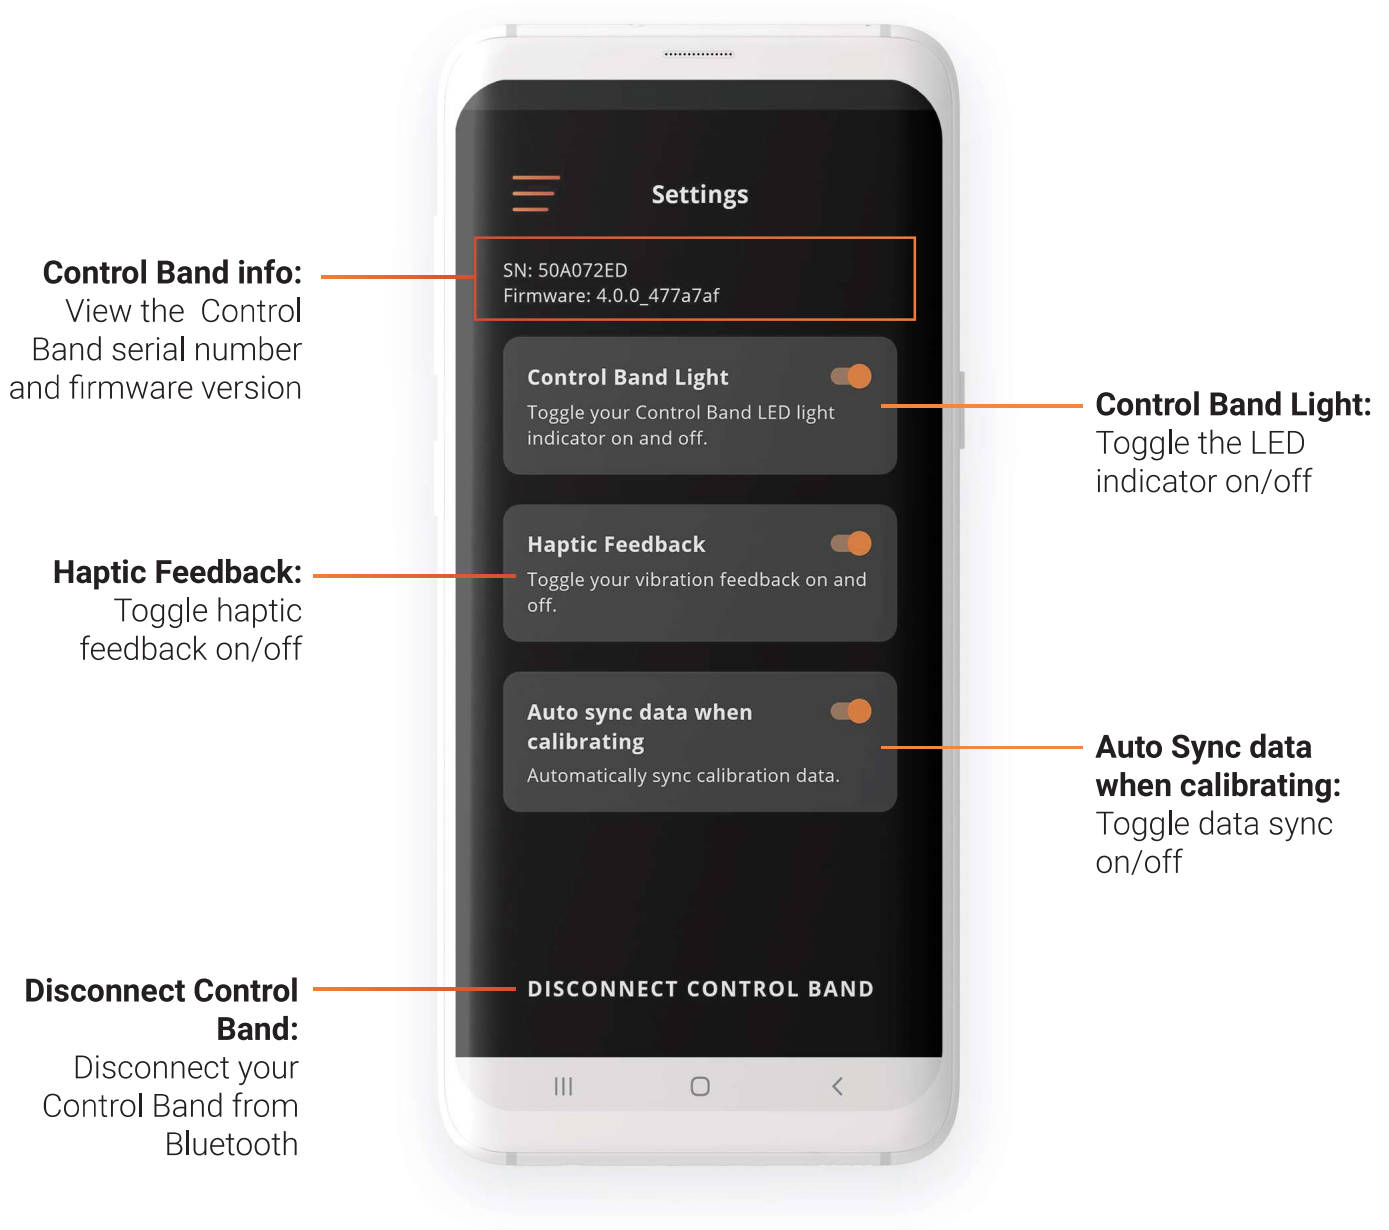 Settings
SN: 50A072ED
Firmware: 4.0.0_477a7af
Control Band info:
View the Control
Band serial number
and firmware version
Control Band Light
Toggle your Control Band LED light
indicator on and off.
Control Band Light:
Toggle the LED
indicator on/off
Haptic Feedback
Toggle your vibration feedback on and
off.
Haptic Feedback:
Toggle haptic
feedback on/off
Auto sync data when
calibrating
Automatically sync calibration data.
Auto Sync data
when calibrating:
Toggle data sync
on/off
DISCONNECT CONTROL BAND
Disconnect Control
Band:
Disconnect your
Control Band from
Bluetooth